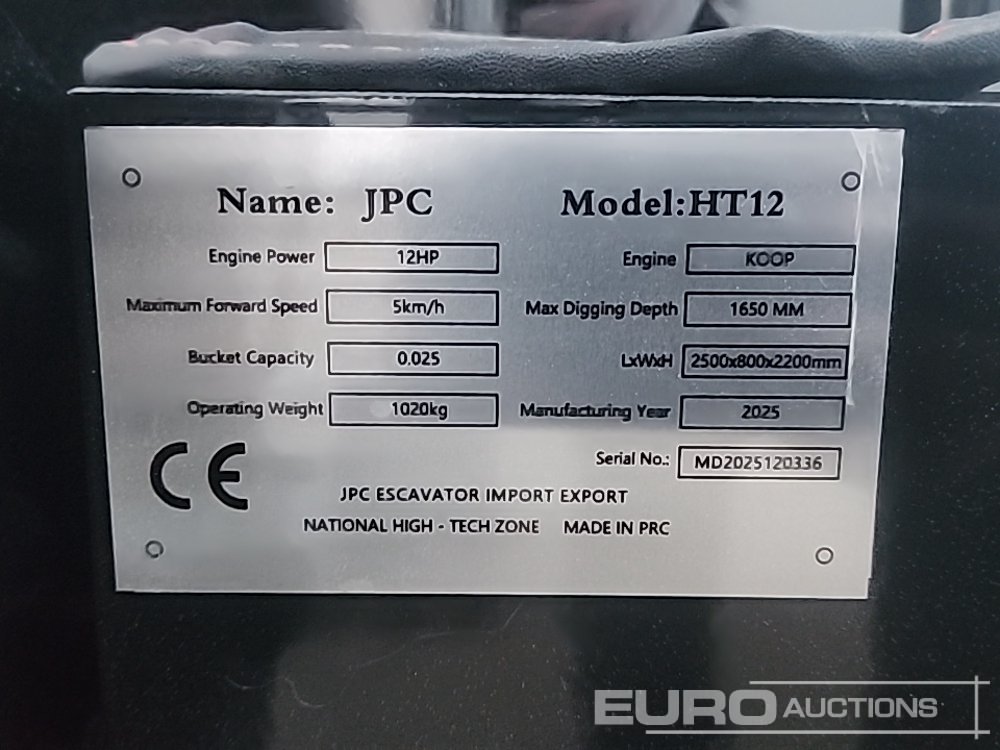 Name: JPC Model:HT12
Engine Power 12HP Engine KOOP
Maximum Forward Speed 5km/h Max Digging Depth 1650 MM
Bucket Capacity 0.025 LxWxH 2500x800x2200mm
Operating Weight 1020kg Manufacturing Year 2025
Serial No.: MD2025120336
CE
JPC ESCAVATOR IMPORT EXPORT
NATIONAL HIGH - TECH ZONE MADE IN PRC
EURO AUCTIONS